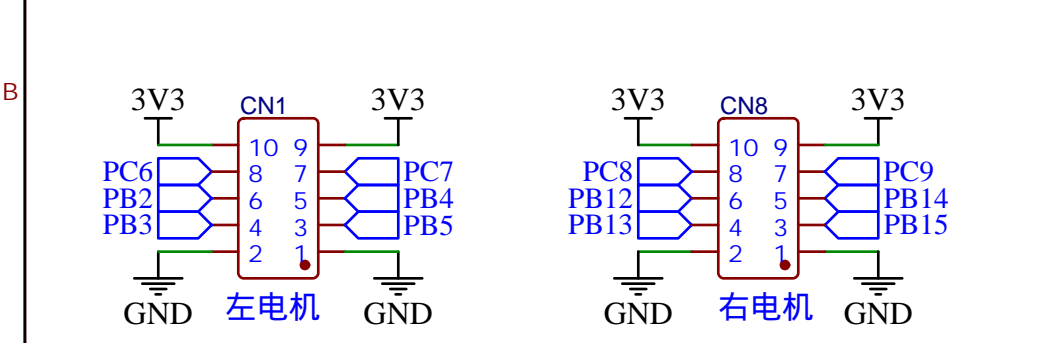 B
3V3 CN1 3V3
10 9
PC6 8 7 PC7
PB2 6 5 PB4
PB3 4 3 PB5
2 1
GND 左电机 GND
3V3 CN8 3V3
10 9
PC8 8 7 PC9
PB12 6 5 PB14
PB13 4 3 PB15
2 1
GND 右电机 GND